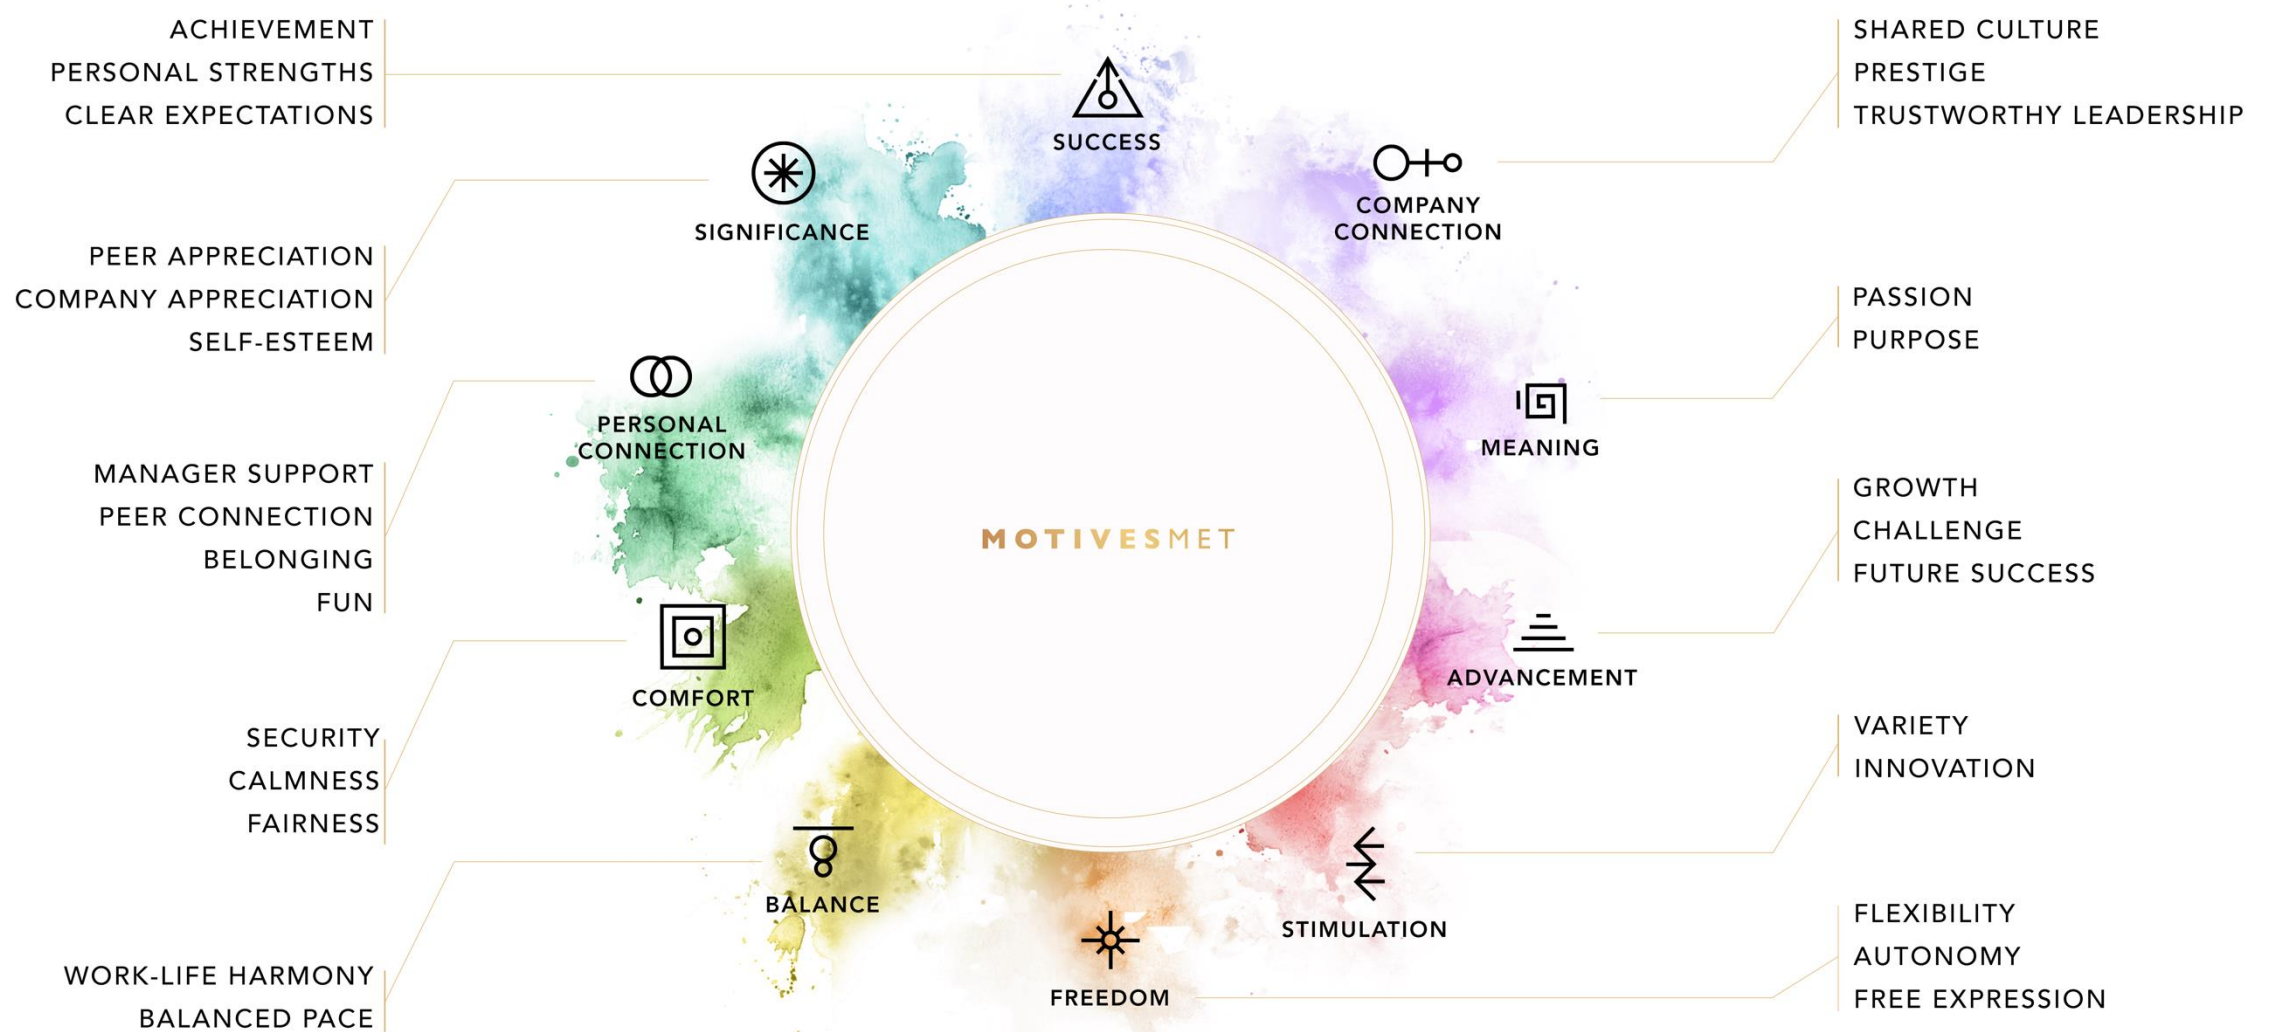 ACHIEVEMENT
PERSONAL STRENGTHS
CLEAR EXPECTATIONS
SUCCESS
SHARED CULTURE
PRESTIGE
TRUSTWORTHY LEADERSHIP
COMPANY
CONNECTION
SIGNIFICANCE
PEER APPRECIATION
COMPANY APPRECIATION
SELF-ESTEEM
PASSION
PURPOSE
MEANING
PERSONAL
CONNECTION
MANAGER SUPPORT
PEER CONNECTION
BELONGING
FUN
MOTIVESMET
GROWTH
CHALLENGE
FUTURE SUCCESS
ADVANCEMENT
COMFORT
SECURITY
CALMNESS
FAIRNESS
VARIETY
INNOVATION
STIMULATION
BALANCE
WORK-LIFE HARMONY
BALANCED PACE
FREEDOM
FLEXIBILITY
AUTONOMY
FREE EXPRESSION